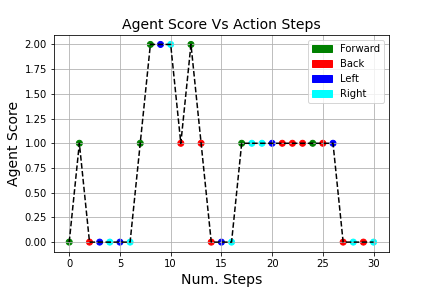 Agent Score Vs Action Steps
2.00
1.75
1.50
1.25
1.00
0.75
0.50
0.25
0.00
Agent Score
Forward
Back
Left
Right
0 5 10 15 20 25 30
Num. Steps